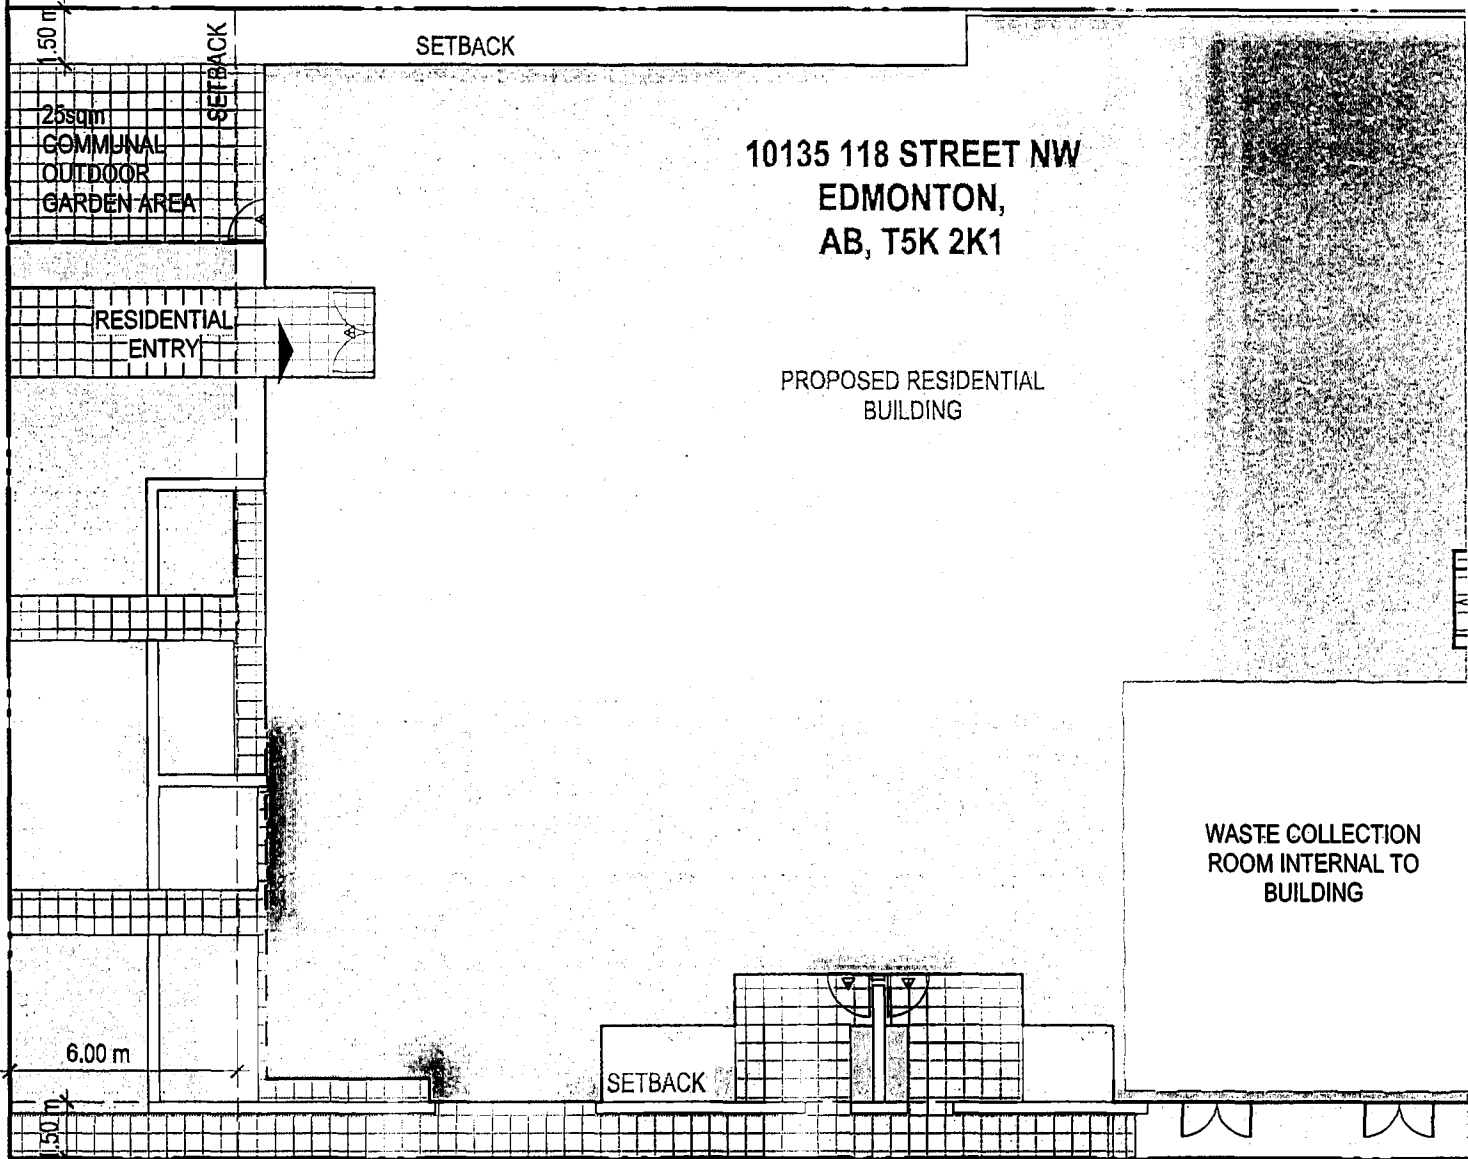 1.50 m
SETBACK
SETBACK
25sqm
COMMUNAL
OUTDOOR
GARDEN AREA
10135 118 STREET NW
EDMONTON,
AB, T5K 2K1
RESIDENTIAL
ENTRY
PROPOSED RESIDENTIAL
BUILDING
WASTE COLLECTION
ROOM INTERNAL TO
BUILDING
6.00 m
SETBACK
1.50 m